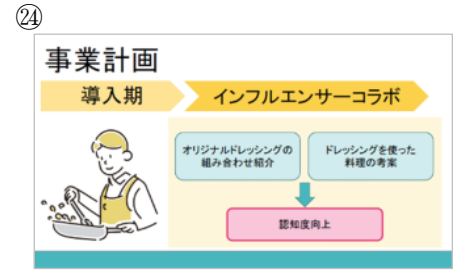 ㉔
事業計画
導入期
インフルエンサーコラボ
オリジナルドレッシングの
組み合わせ紹介
ドレッシングを使った
料理の考案
認知度向上